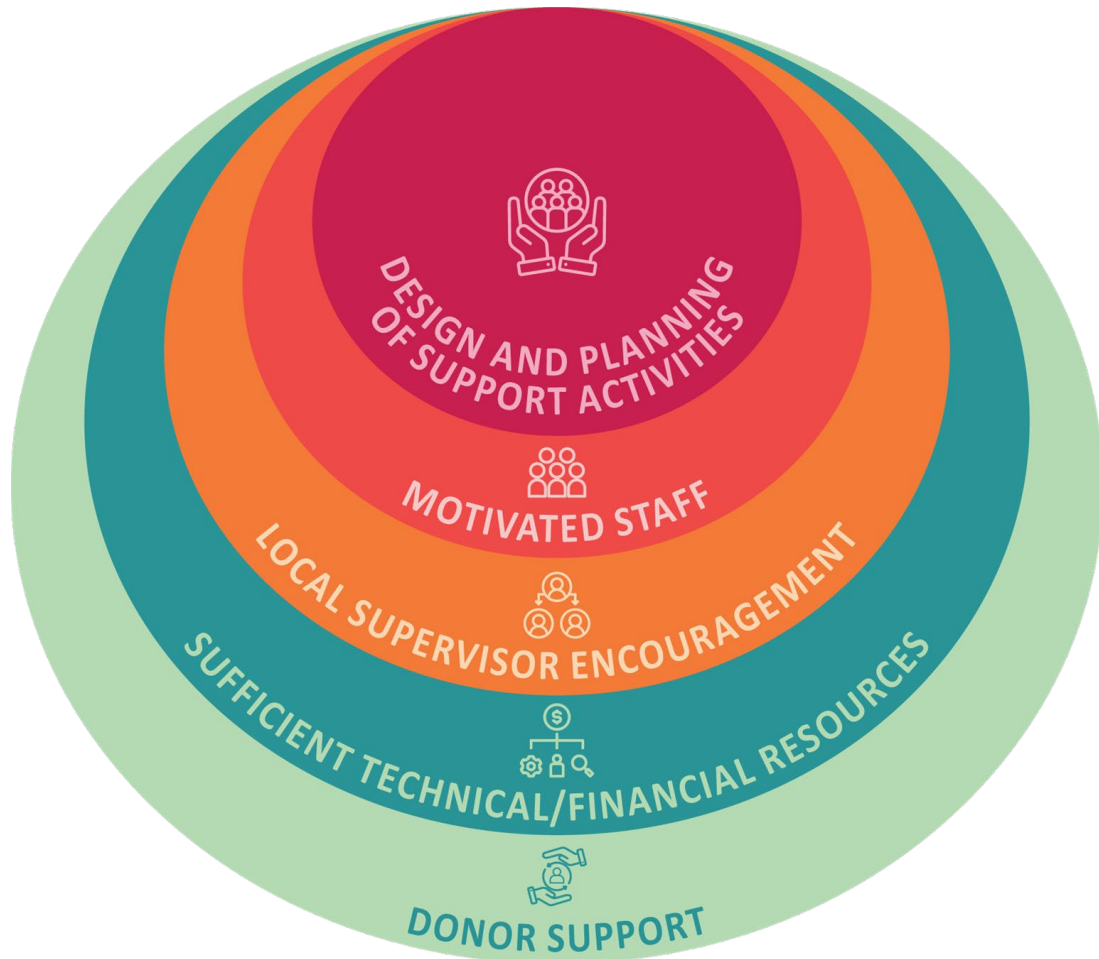 DESIGN AND PLANNING
OF SUPPORT ACTIVITIES
MOTIVATED STAFF
LOCAL SUPERVISOR ENCOURAGEMENT
$
SUFFICIENT TECHNICAL/FINANCIAL RESOURCES
DONOR SUPPORT